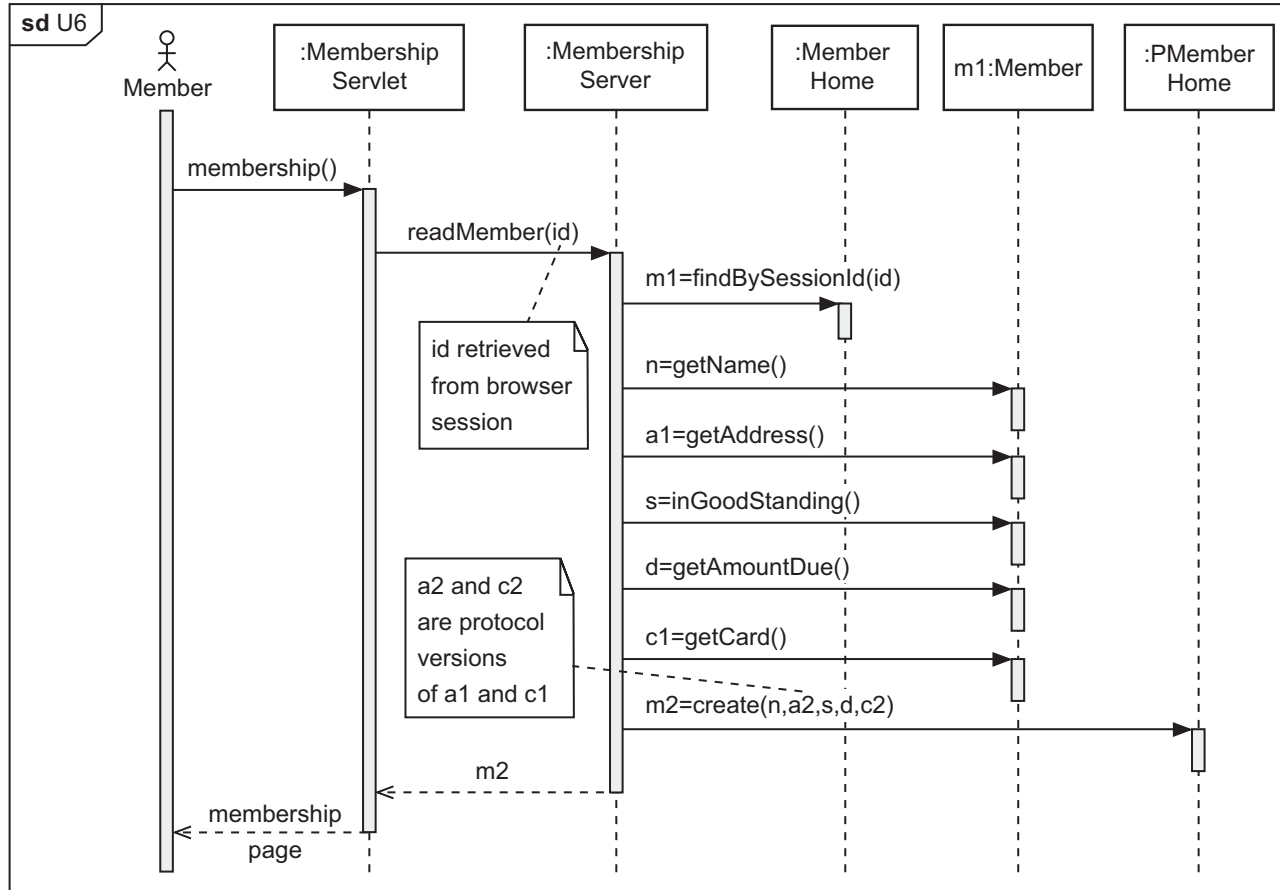 sd U6
Member
:Membership
Servlet
:Membership
Server
:Member
Home
m1:Member
:PMember
Home
membership()
readMember(id)
m1=findBySessionId(id)
id retrieved
from browser
session
n=getName()
a1=getAddress()
s=inGoodStanding()
d=getAmountDue()
a2 and c2
are protocol
versions
of a1 and c1
c1=getCard()
m2=create(n,a2,s,d,c2)
m2
membership
page